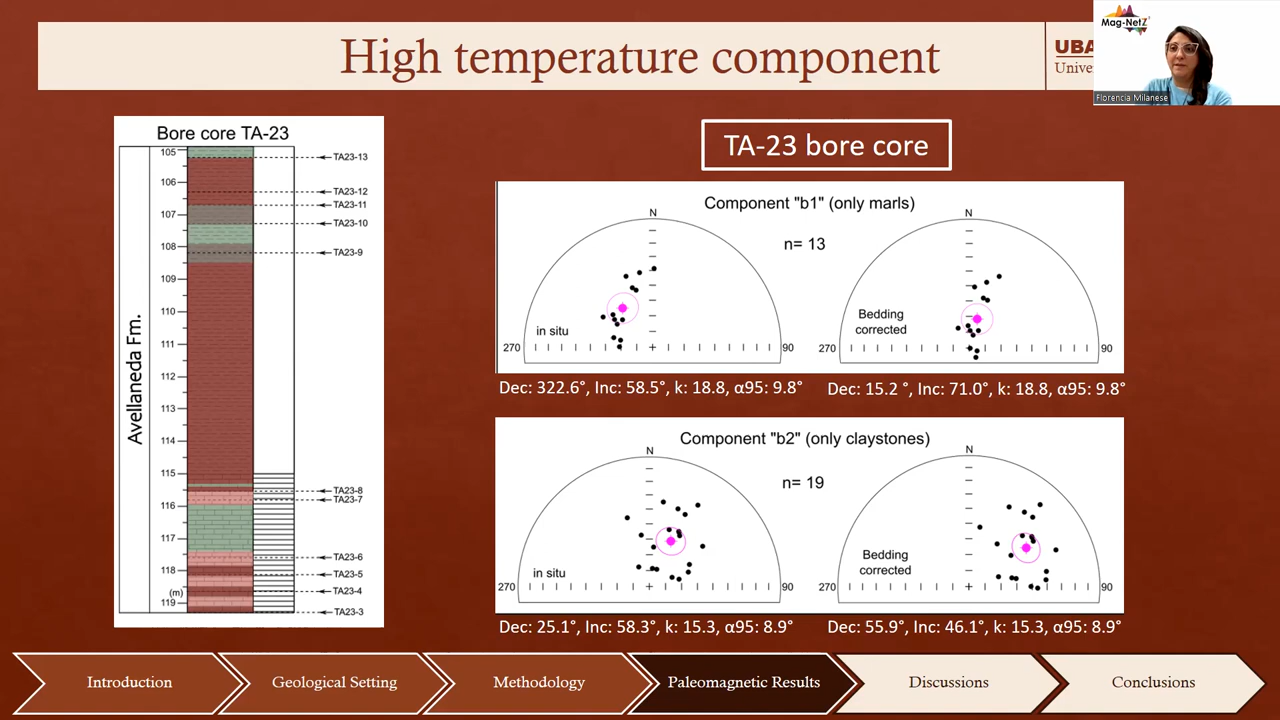 High temperature component
UBA
Univer
Mag-NetZ
Florencia Milanese
Bore core TA-23
Avellaneda Fm.
105
106
107
108
109
110
111
112
113
114
115
116
117
118
(m)
119
TA23-13
TA23-12
TA23-11
TA23-10
TA23-9
TA23-8
TA23-7
TA23-6
TA23-5
TA23-4
TA23-3
TA-23 bore core
Component "b1" (only marls)
n= 13
N
in situ
270
90
N
Bedding
corrected
270
90
Dec: 322.6°, Inc: 58.5°, k: 18.8, α95: 9.8°
Dec: 15.2 °, Inc: 71.0°, k: 18.8, α95: 9.8°
Component "b2" (only claystones)
n= 19
N
in situ
270
90
N
Bedding
corrected
270
90
Dec: 25.1°, Inc: 58.3°, k: 15.3, α95: 8.9°
Dec: 55.9°, Inc: 46.1°, k: 15.3, α95: 8.9°
Introduction
Geological Setting
Methodology
Paleomagnetic Results
Discussions
Conclusions